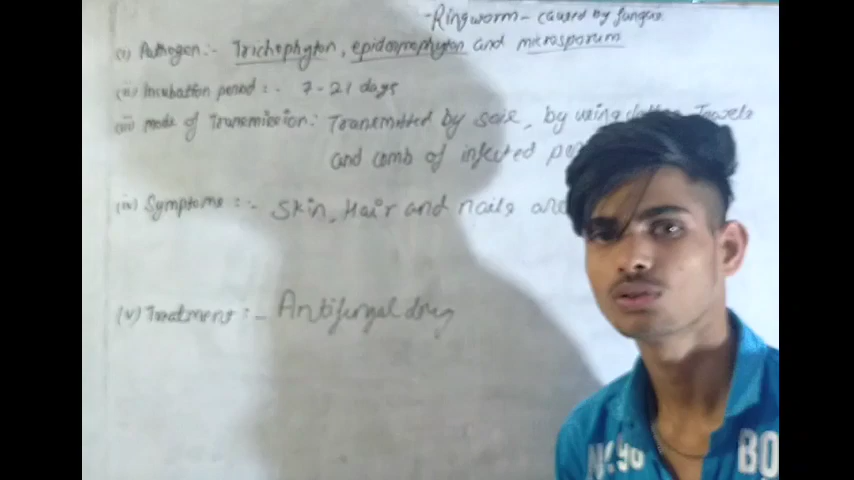 -Ringworm - caused by fungus
(i) Pathogen :- Trichophyton, epidermophyton and microsporum
(ii) Incubation period :- 7-21 days
(iii) mode of Transmission: Transmitted by soil, by using Towels
and comb of infected
(iv) Symptoms :- Skin, Hair and nails are
(v) Treatment :- Antifungal drug
BO